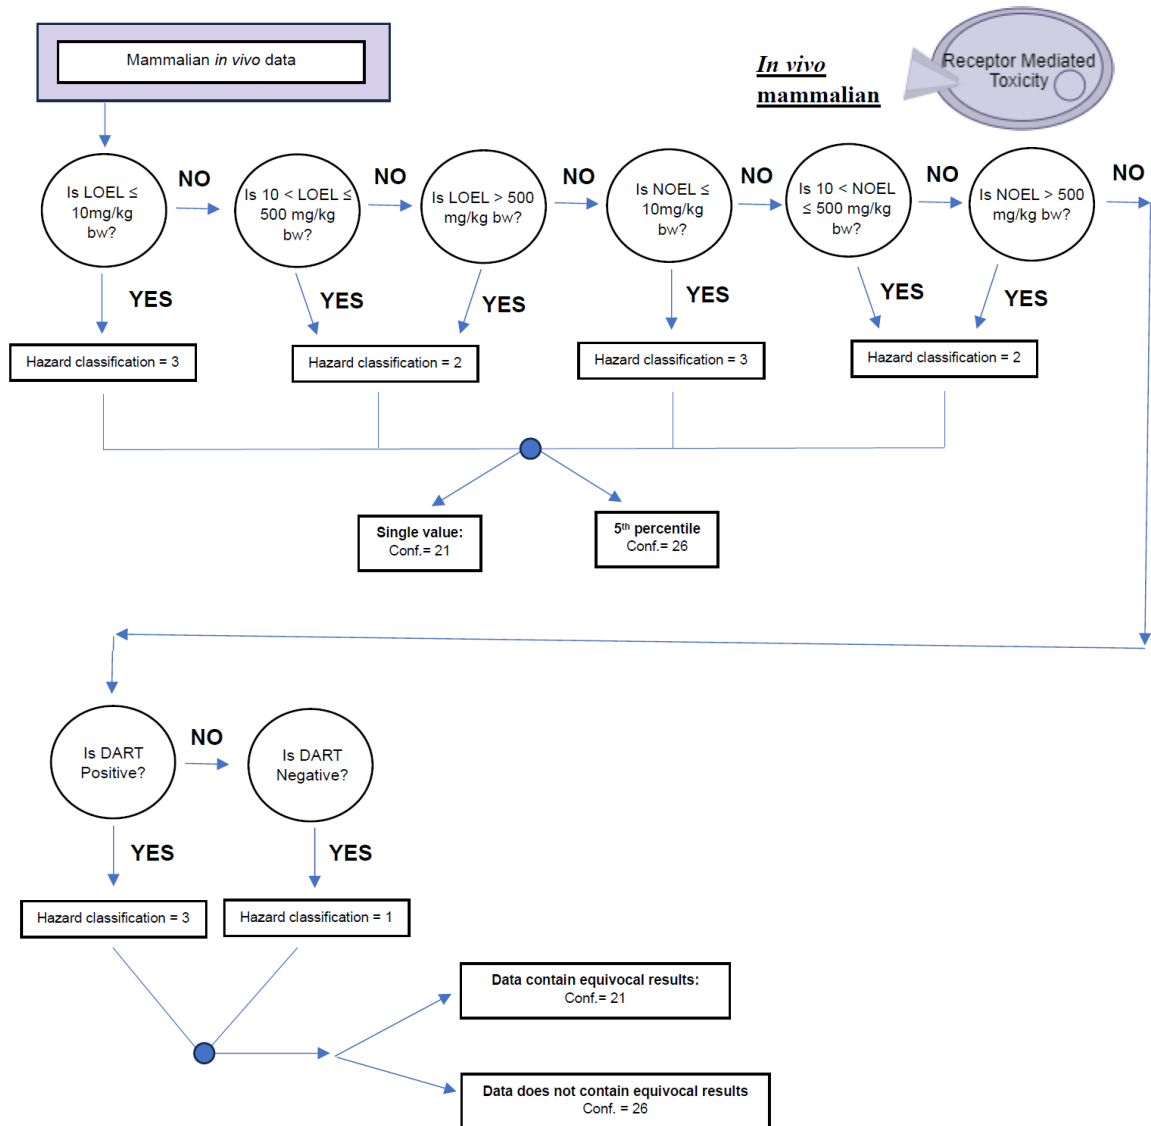 Mammalian in vivo data
In vivo
mammalian
Receptor Mediated
Toxicity
Is LOEL ≤
10mg/kg
bw?
NO
Is 10 < LOEL ≤
500 mg/kg
bw?
NO
Is LOEL > 500
mg/kg bw?
NO
Is NOEL ≤
10mg/kg
bw?
NO
Is 10 < NOEL
≤ 500 mg/kg
bw?
NO
Is NOEL > 500
mg/kg bw?
NO
YES
YES
YES
YES
YES
YES
Hazard classification = 3
Hazard classification = 2
Hazard classification = 3
Hazard classification = 2
Single value:
Conf.= 21
5th percentile
Conf.= 26
Is DART
Positive?
NO
Is DART
Negative?
YES
YES
Hazard classification = 3
Hazard classification = 1
Data contain equivocal results:
Conf.= 21
Data does not contain equivocal results
Conf. = 26